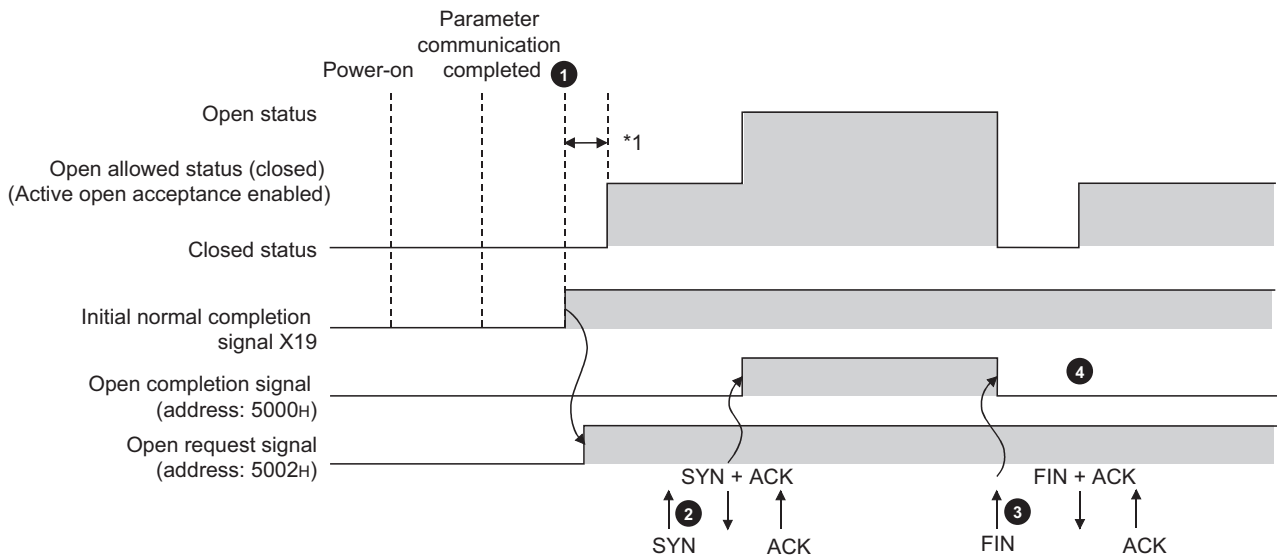 Parameter
communication
Power-on
completed
1
Open status
*1
Open allowed status (closed)
(Active open acceptance enabled)
Closed status
Initial normal completion
signal X19
Open completion signal
(address: 5000H)
4
Open request signal
(address: 5002H)
SYN + ACK
FIN + ACK
2
3
SYN
ACK
FIN
ACK